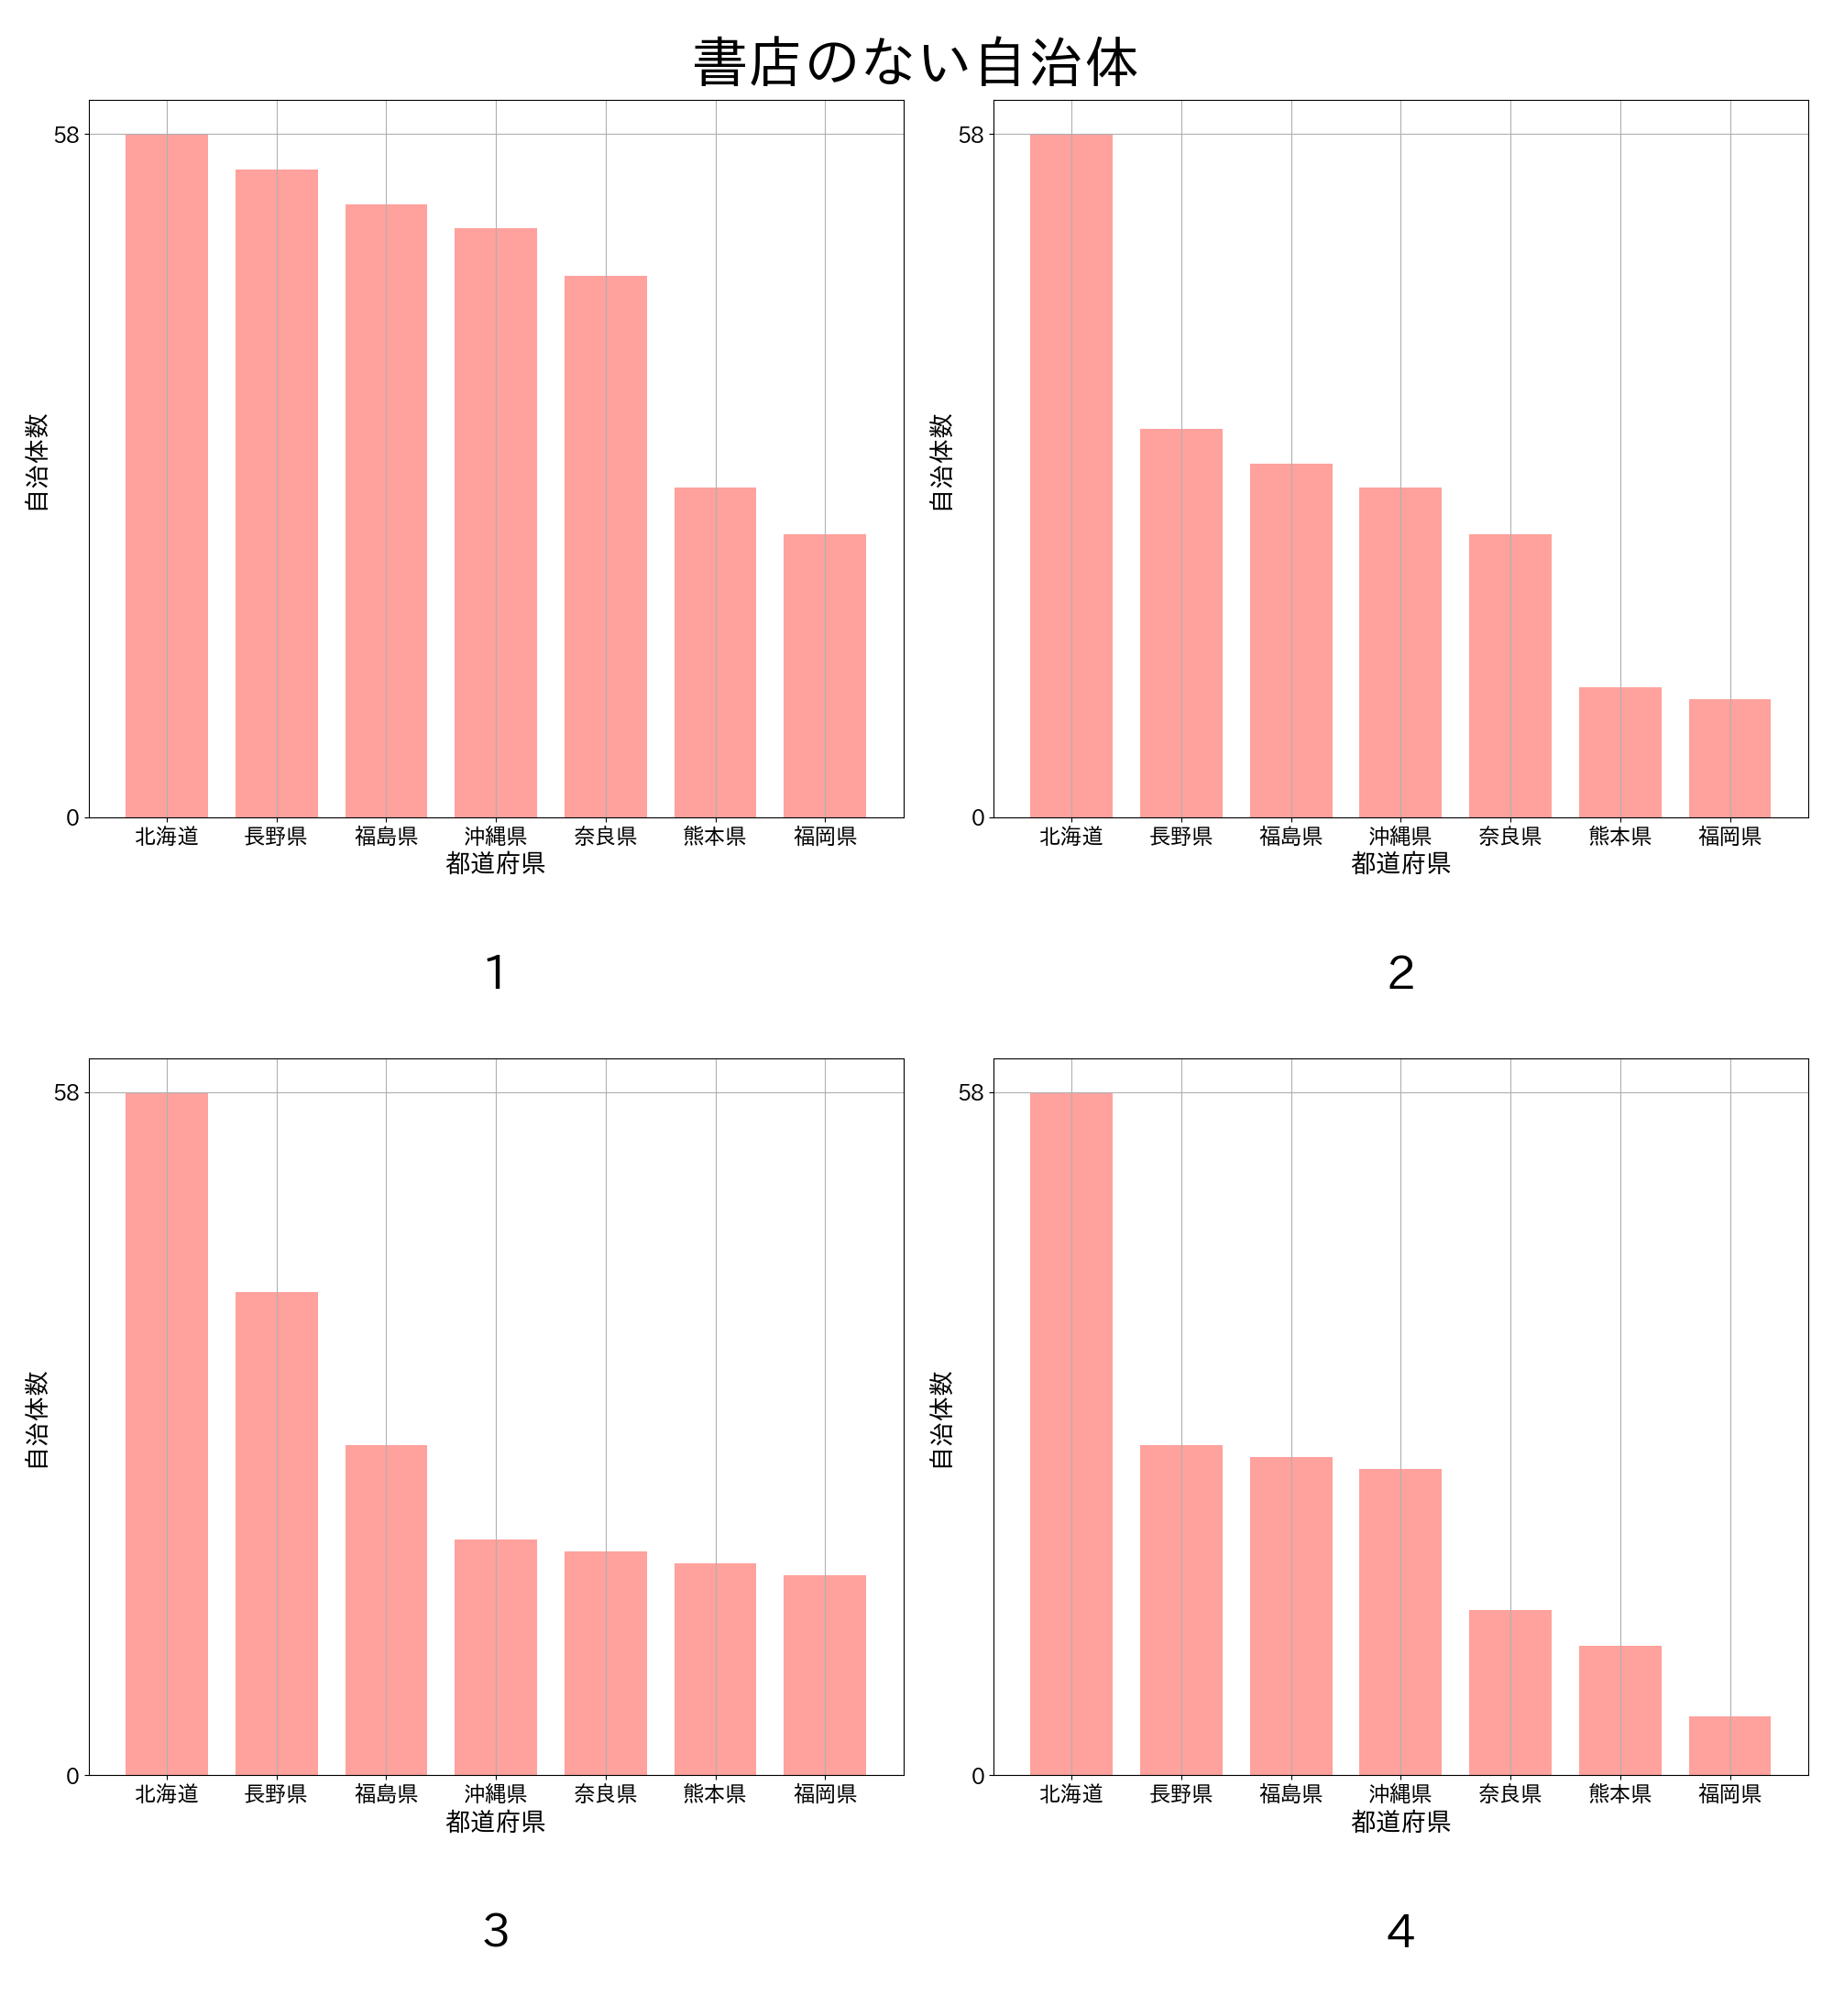 書店のない自治体
58
0
自治体数
北海道 長野県 福島県 沖縄県 奈良県 熊本県 福岡県
都道府県
1
58
0
自治体数
北海道 長野県 福島県 沖縄県 奈良県 熊本県 福岡県
都道府県
2
58
0
自治体数
北海道 長野県 福島県 沖縄県 奈良県 熊本県 福岡県
都道府県
3
58
0
自治体数
北海道 長野県 福島県 沖縄県 奈良県 熊本県 福岡県
都道府県
4